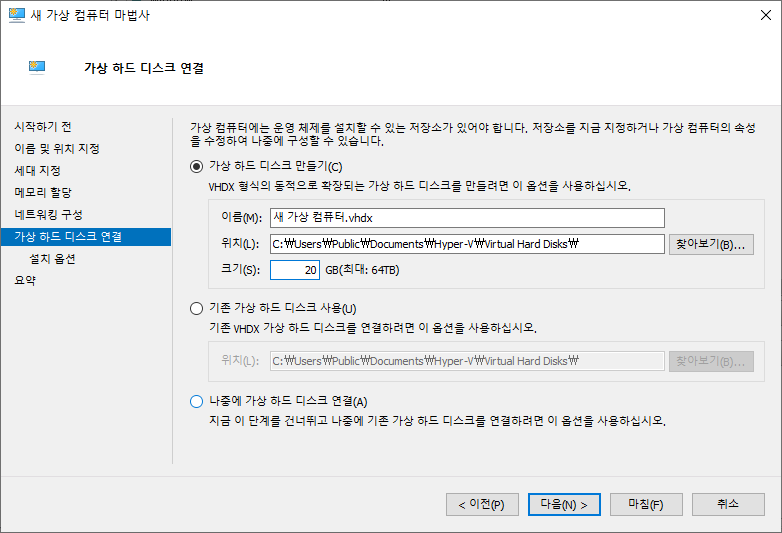 새 가상 컴퓨터 마법사
가상 하드 디스크 연결
시작하기 전
이름 및 위치 지정
세대 지정
메모리 할당
네트워킹 구성
가상 하드 디스크 연결
설치 옵션
요약
가상 컴퓨터에는 운영 체제를 설치할 수 있는 저장소가 있어야 합니다. 저장소를 지금 지정하거나 가상 컴퓨터의 속성
을 수정하여 나중에 구성할 수 있습니다.
가상 하드 디스크 만들기(C)
VHDX 형식의 동적으로 확장되는 가상 하드 디스크를 만들려면 이 옵션을 사용하십시오.
이름(M): 새 가상 컴퓨터.vhdx
위치(L): C:₩Users₩Public₩Documents₩Hyper-V₩Virtual Hard Disks₩ 찾아보기(B)...
크기(S): 20 GB(최대: 64TB)
기존 가상 하드 디스크 사용(U)
기존 VHDX 가상 하드 디스크를 연결하려면 이 옵션을 사용하십시오.
위치(L): C:₩Users₩Public₩Documents₩Hyper-V₩Virtual Hard Disks₩ 찾아보기(B)...
나중에 가상 하드 디스크 연결(A)
지금 이 단계를 건너뛰고 나중에 기존 가상 하드 디스크를 연결하려면 이 옵션을 사용하십시오.
< 이전(P) 다음(N) > 마침(F) 취소